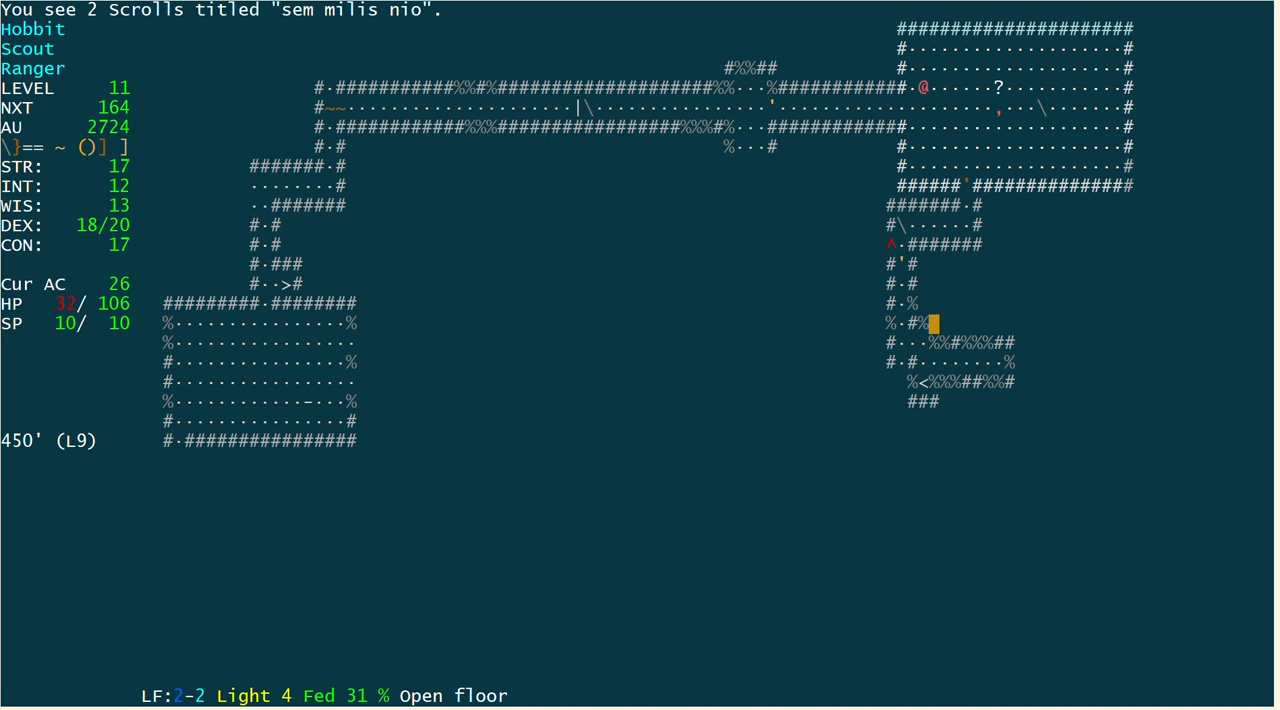 You see 2 Scrolls titled "sem milis nio".
Hobbit
Scout
Ranger
LEVEL 11
NXT 164
AU 2724
\}== ~ ()] ]
STR: 17
INT: 12
WIS: 13
DEX: 18/20
CON: 17
Cur AC 26
HP 32/ 106
SP 10/ 10
450' (L9)
LF:2-2 Light 4 Fed 31 % Open floor